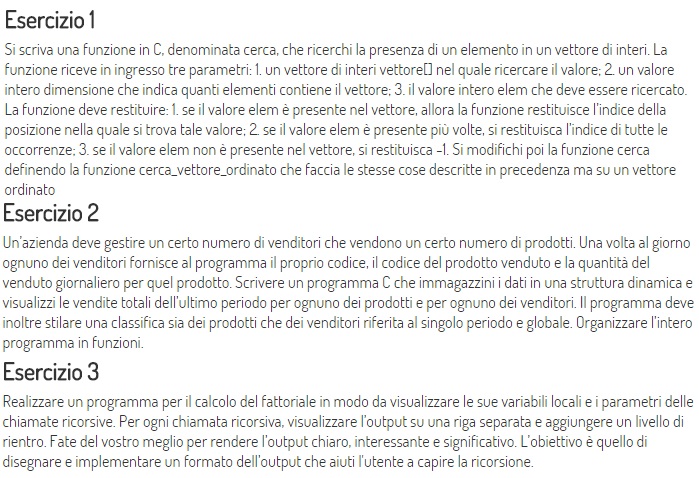 Esercizio 1
Si scriva una funzione in C, denominata cerca, che ricerchi la presenza di un elemento in un vettore di interi. La
funzione riceve in ingresso tre parametri: 1. un vettore di interi vettore[] nel quale ricercare il valore; 2. un valore
intero dimensione che indica quanti elementi contiene il vettore; 3. il valore intero elem che deve essere ricercato.
La funzione deve restituire: 1. se il valore elem è presente nel vettore, allora la funzione restituisce l'indice della
posizione nella quale si trova tale valore; 2. se il valore elem è presente più volte, si restituisca l'indice di tutte le
occorrenze; 3. se il valore elem non è presente nel vettore, si restituisca -1. Si modifichi poi la funzione cerca
definendo la funzione cerca_vettore_ordinato che faccia le stesse cose descritte in precedenza ma su un vettore
ordinato
Esercizio 2
Un'azienda deve gestire un certo numero di venditori che vendono un certo numero di prodotti. Una volta al giorno
ognuno dei venditori fornisce al programma il proprio codice, il codice del prodotto venduto e la quantità del
venduto giornaliero per quel prodotto. Scrivere un programma C che immagazzini i dati in una struttura dinamica e
visualizzi le vendite totali dell'ultimo periodo per ognuno dei prodotti e per ognuno dei venditori. Il programma deve
inoltre stilare una classifica sia dei prodotti che dei venditori riferita al singolo periodo e globale. Organizzare l'intero
programma in funzioni.
Esercizio 3
Realizzare un programma per il calcolo del fattoriale in modo da visualizzare le sue variabili locali e i parametri delle
chiamate ricorsive. Per ogni chiamata ricorsiva, visualizzare l'output su una riga separata e aggiungere un livello di
rientro. Fate del vostro meglio per rendere l'output chiaro, interessante e significativo. L'obiettivo è quello di
disegnare e implementare un formato dell'output che aiuti l'utente a capire la ricorsione.